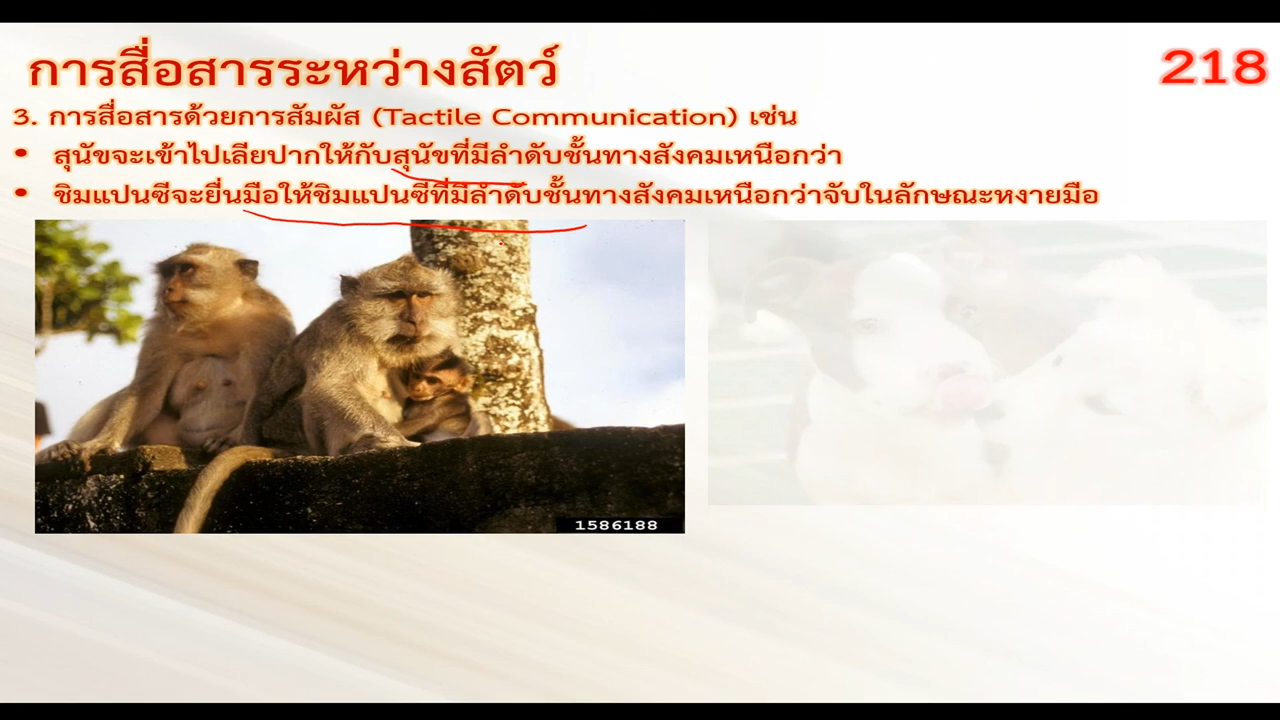 การสื่อสารระหว่างสัตว์
218
3. การสื่อสารด้วยการสัมผัส (Tactile Communication) เช่น
• สุนัขจะเข้าไปเลียปากให้กับสุนัขที่มีลำดับชั้นทางสังคมเหนือกว่า
• ชิมแปนซีจะยื่นมือให้ชิมแปนซีที่มีลำดับชั้นทางสังคมเหนือกว่าจับในลักษณะหงายมือ
1586188